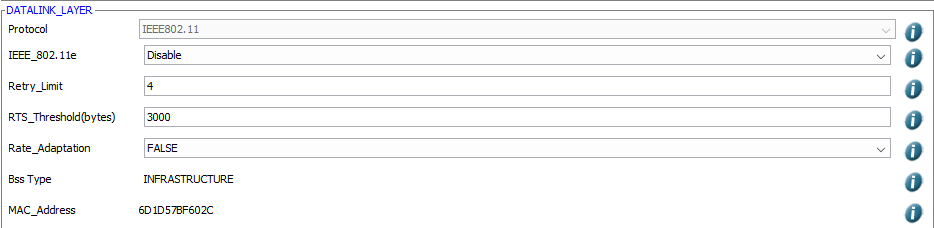 DATALINK_LAYER
Protocol IEEE802.11
IEEE_802.11e Disable
Retry_Limit 4
RTS_Threshold(bytes) 3000
Rate_Adaptation FALSE
Bss Type INFRASTRUCTURE
MAC_Address 6D1D57BF602C